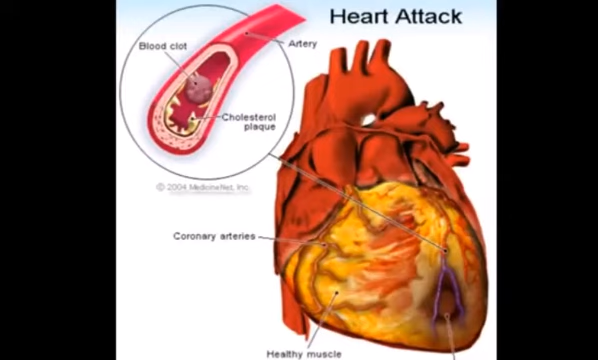 Heart Attack
Blood clot
Artery
Cholesterol
plaque
© 2004 MedicineNet, Inc.
Coronary arteries
Healthy muscle